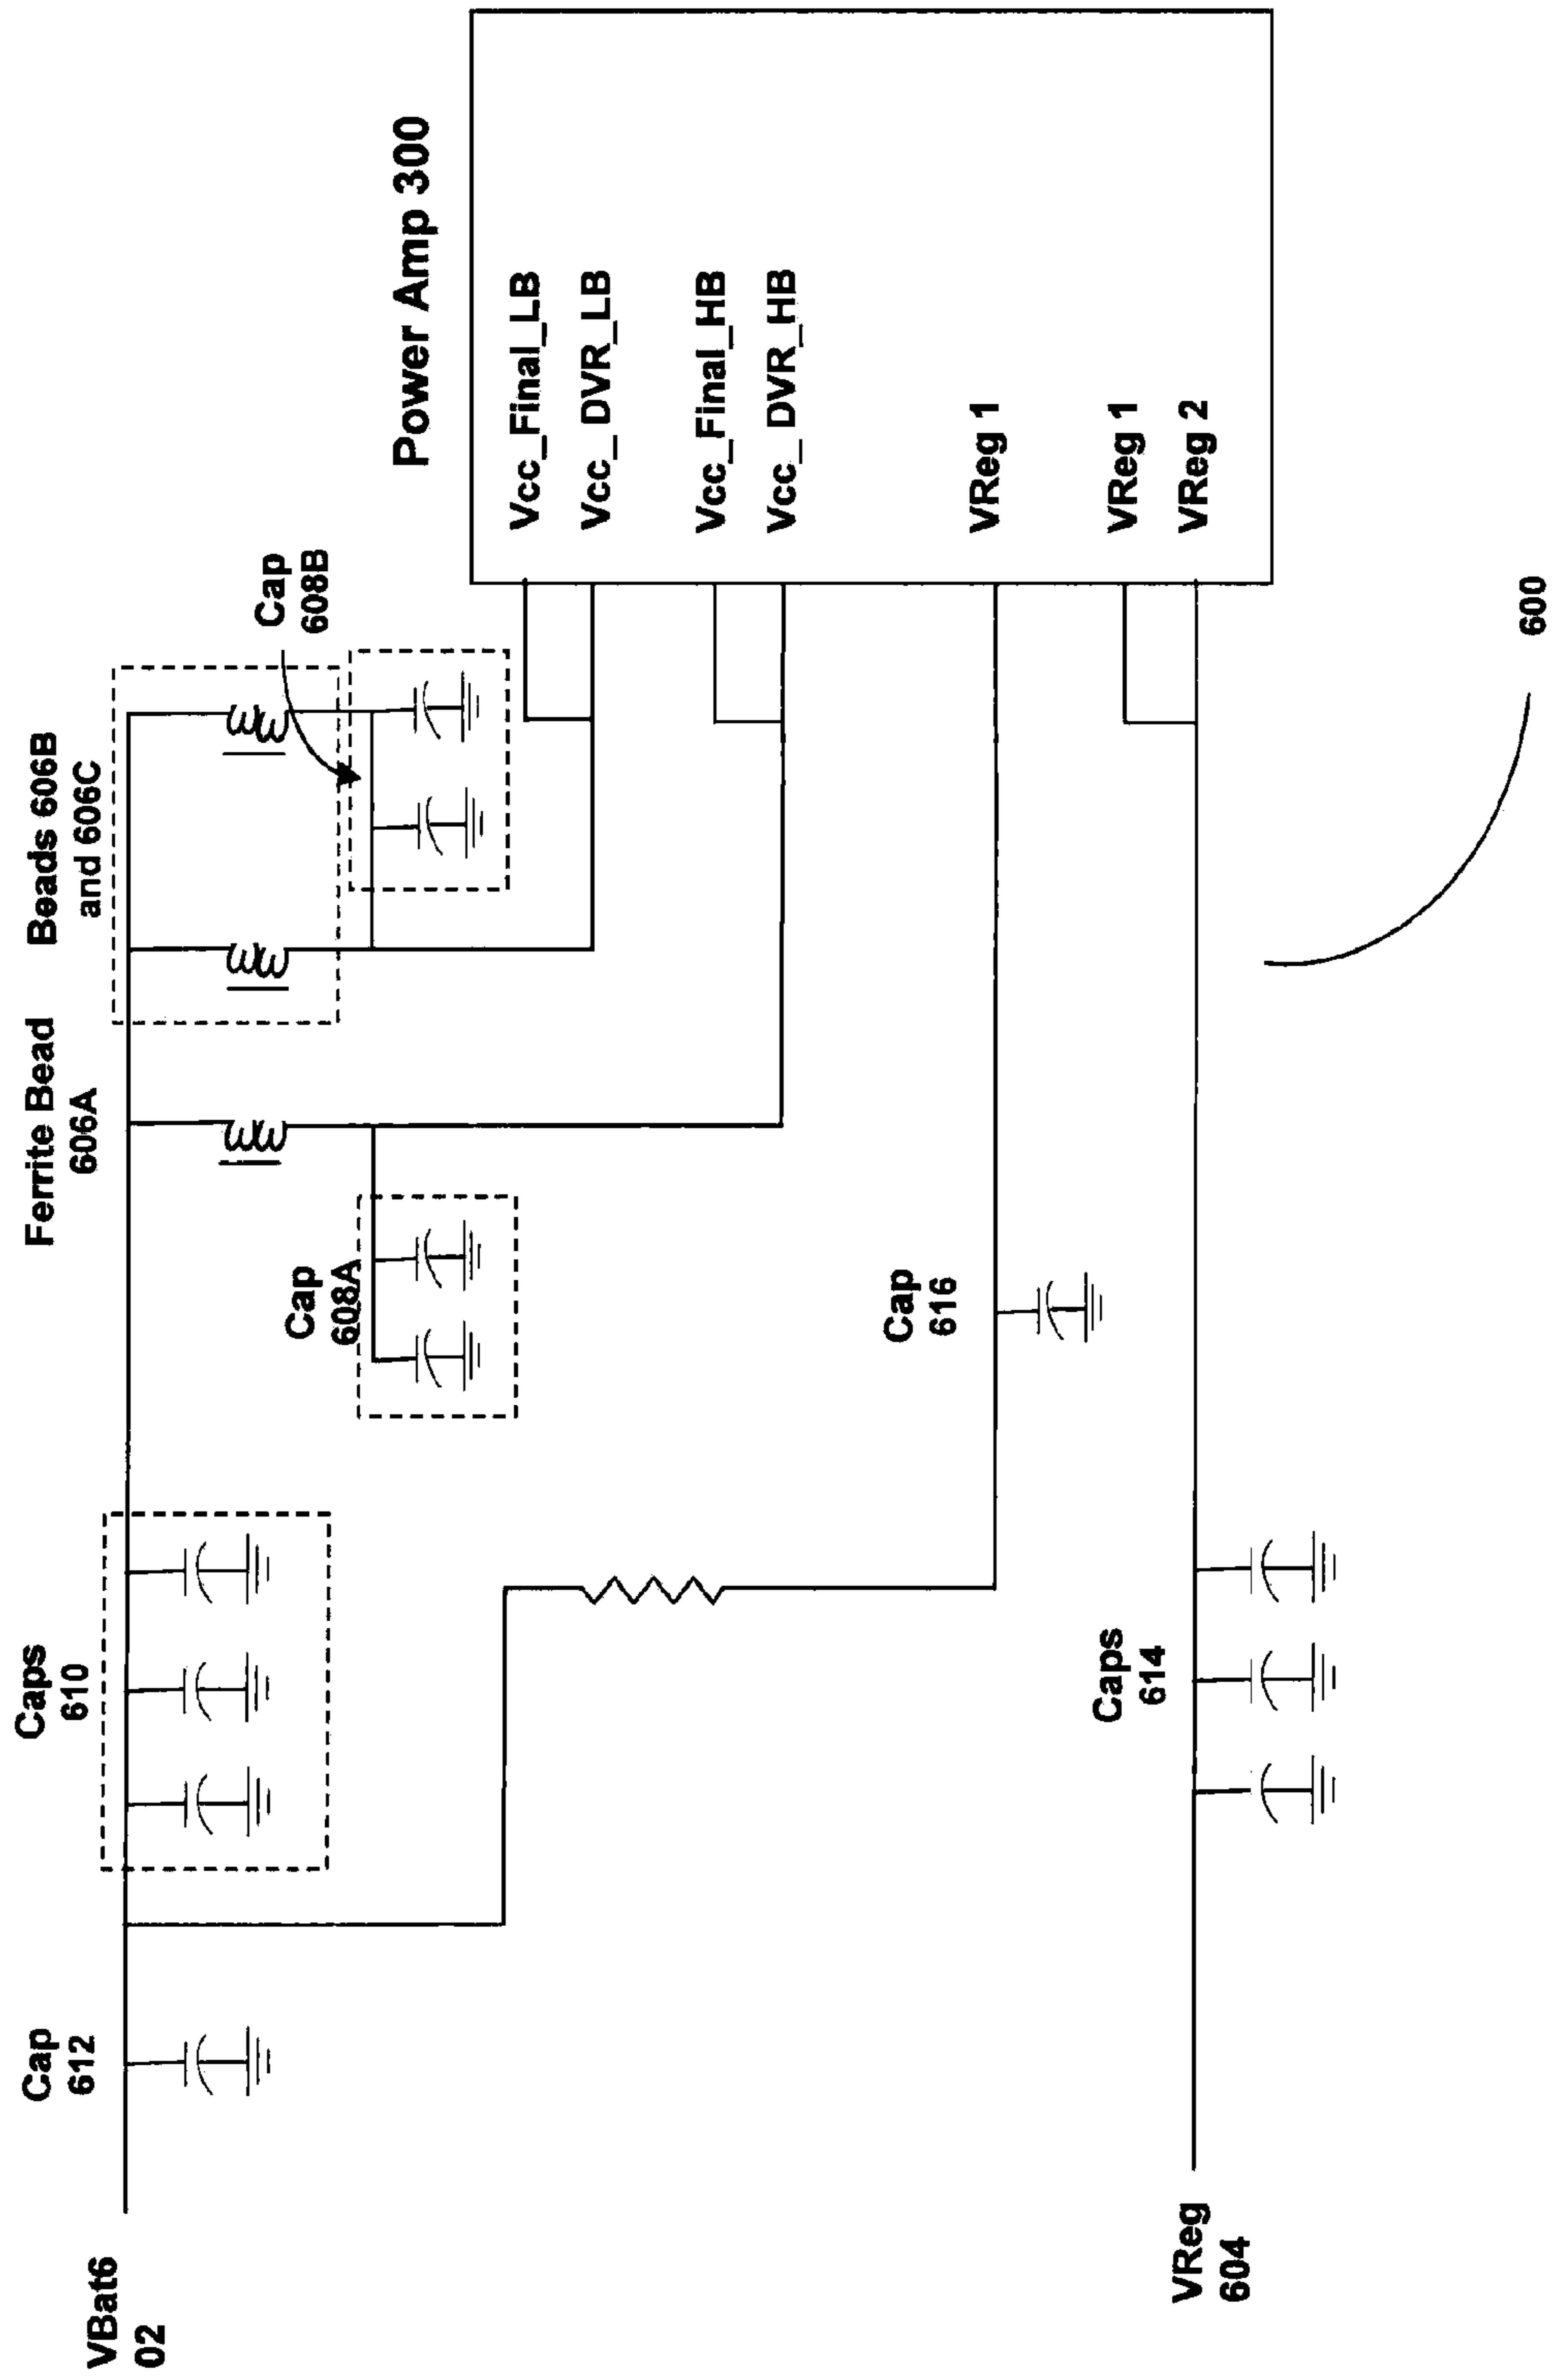 VBat6
02
Cap
612
Caps
610
Ferrite Bead
606A
Beads 606B
and 606C
Cap
608A
Cap
608B
Power Amp 300
Vcc_Final_LB
Vcc_DVR_LB
Vcc_Final_HB
Vcc_DVR_HB
VReg 1
VReg 1
VReg 2
Cap
616
Caps
614
VReg
604
600